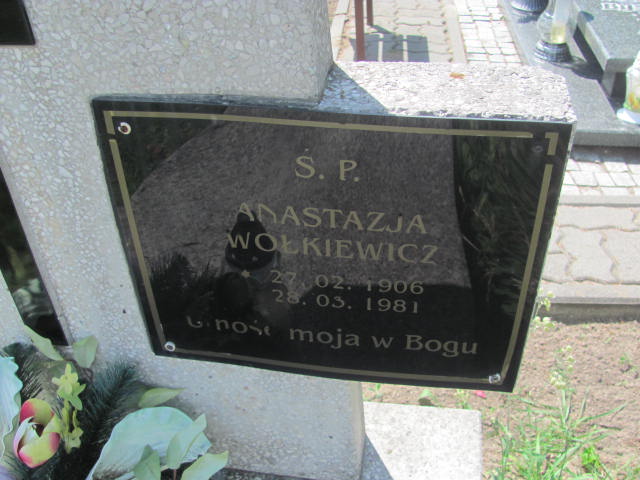 Ś. P.
ANASTAZJA
WOŁKIEWICZ
* 27. 02. 1906
28. 03. 1981
moja w Bogu